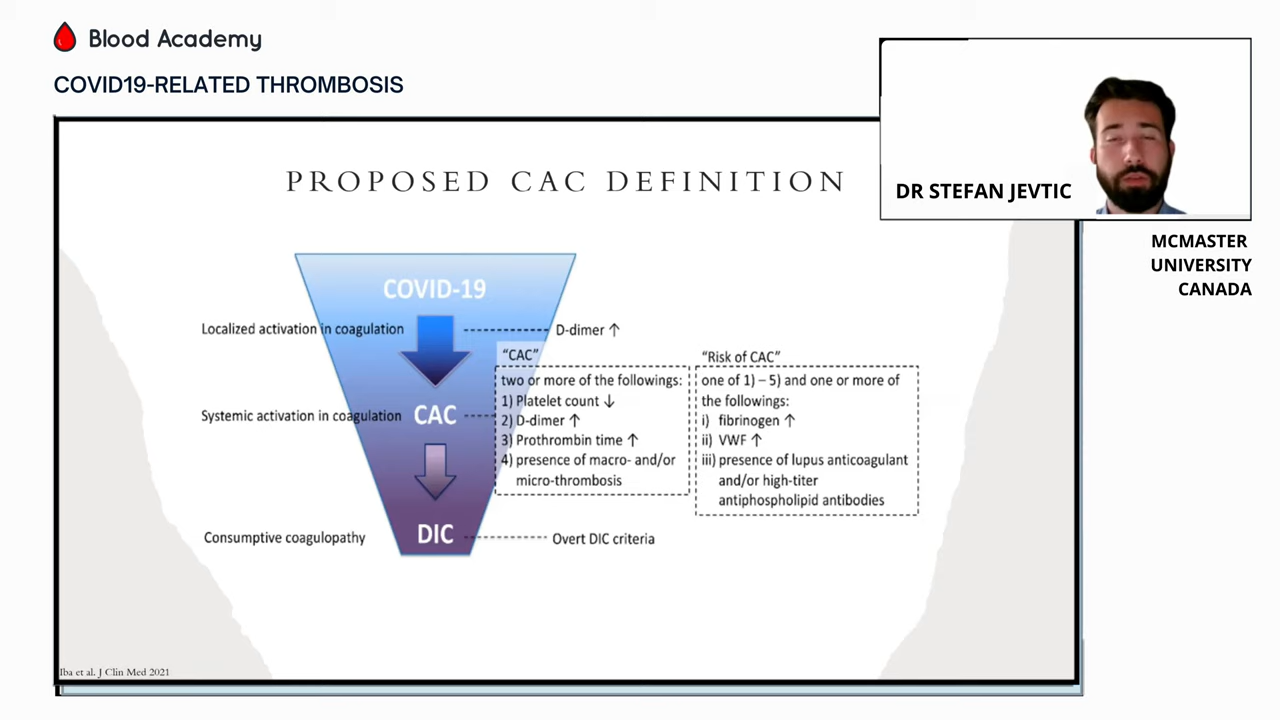 Blood Academy
COVID19-RELATED THROMBOSIS
DR STEFAN JEVTIC
MCMASTER
UNIVERSITY
CANADA
PROPOSED CAC DEFINITION
COVID-19
Localized activation in coagulation
D-dimer ↑
"CAC"
two or more of the followings:
1) Platelet count ↓
2) D-dimer ↑
3) Prothrombin time ↑
4) presence of macro- and/or
micro-thrombosis
"Risk of CAC"
one of 1) – 5) and one or more of
the followings:
i) fibrinogen ↑
ii) VWF ↑
iii) presence of lupus anticoagulant
and/or high-titer
antiphospholipid antibodies
Systemic activation in coagulation
CAC
Consumptive coagulopathy
DIC
Overt DIC criteria
Iba et al. J Clin Med 2021